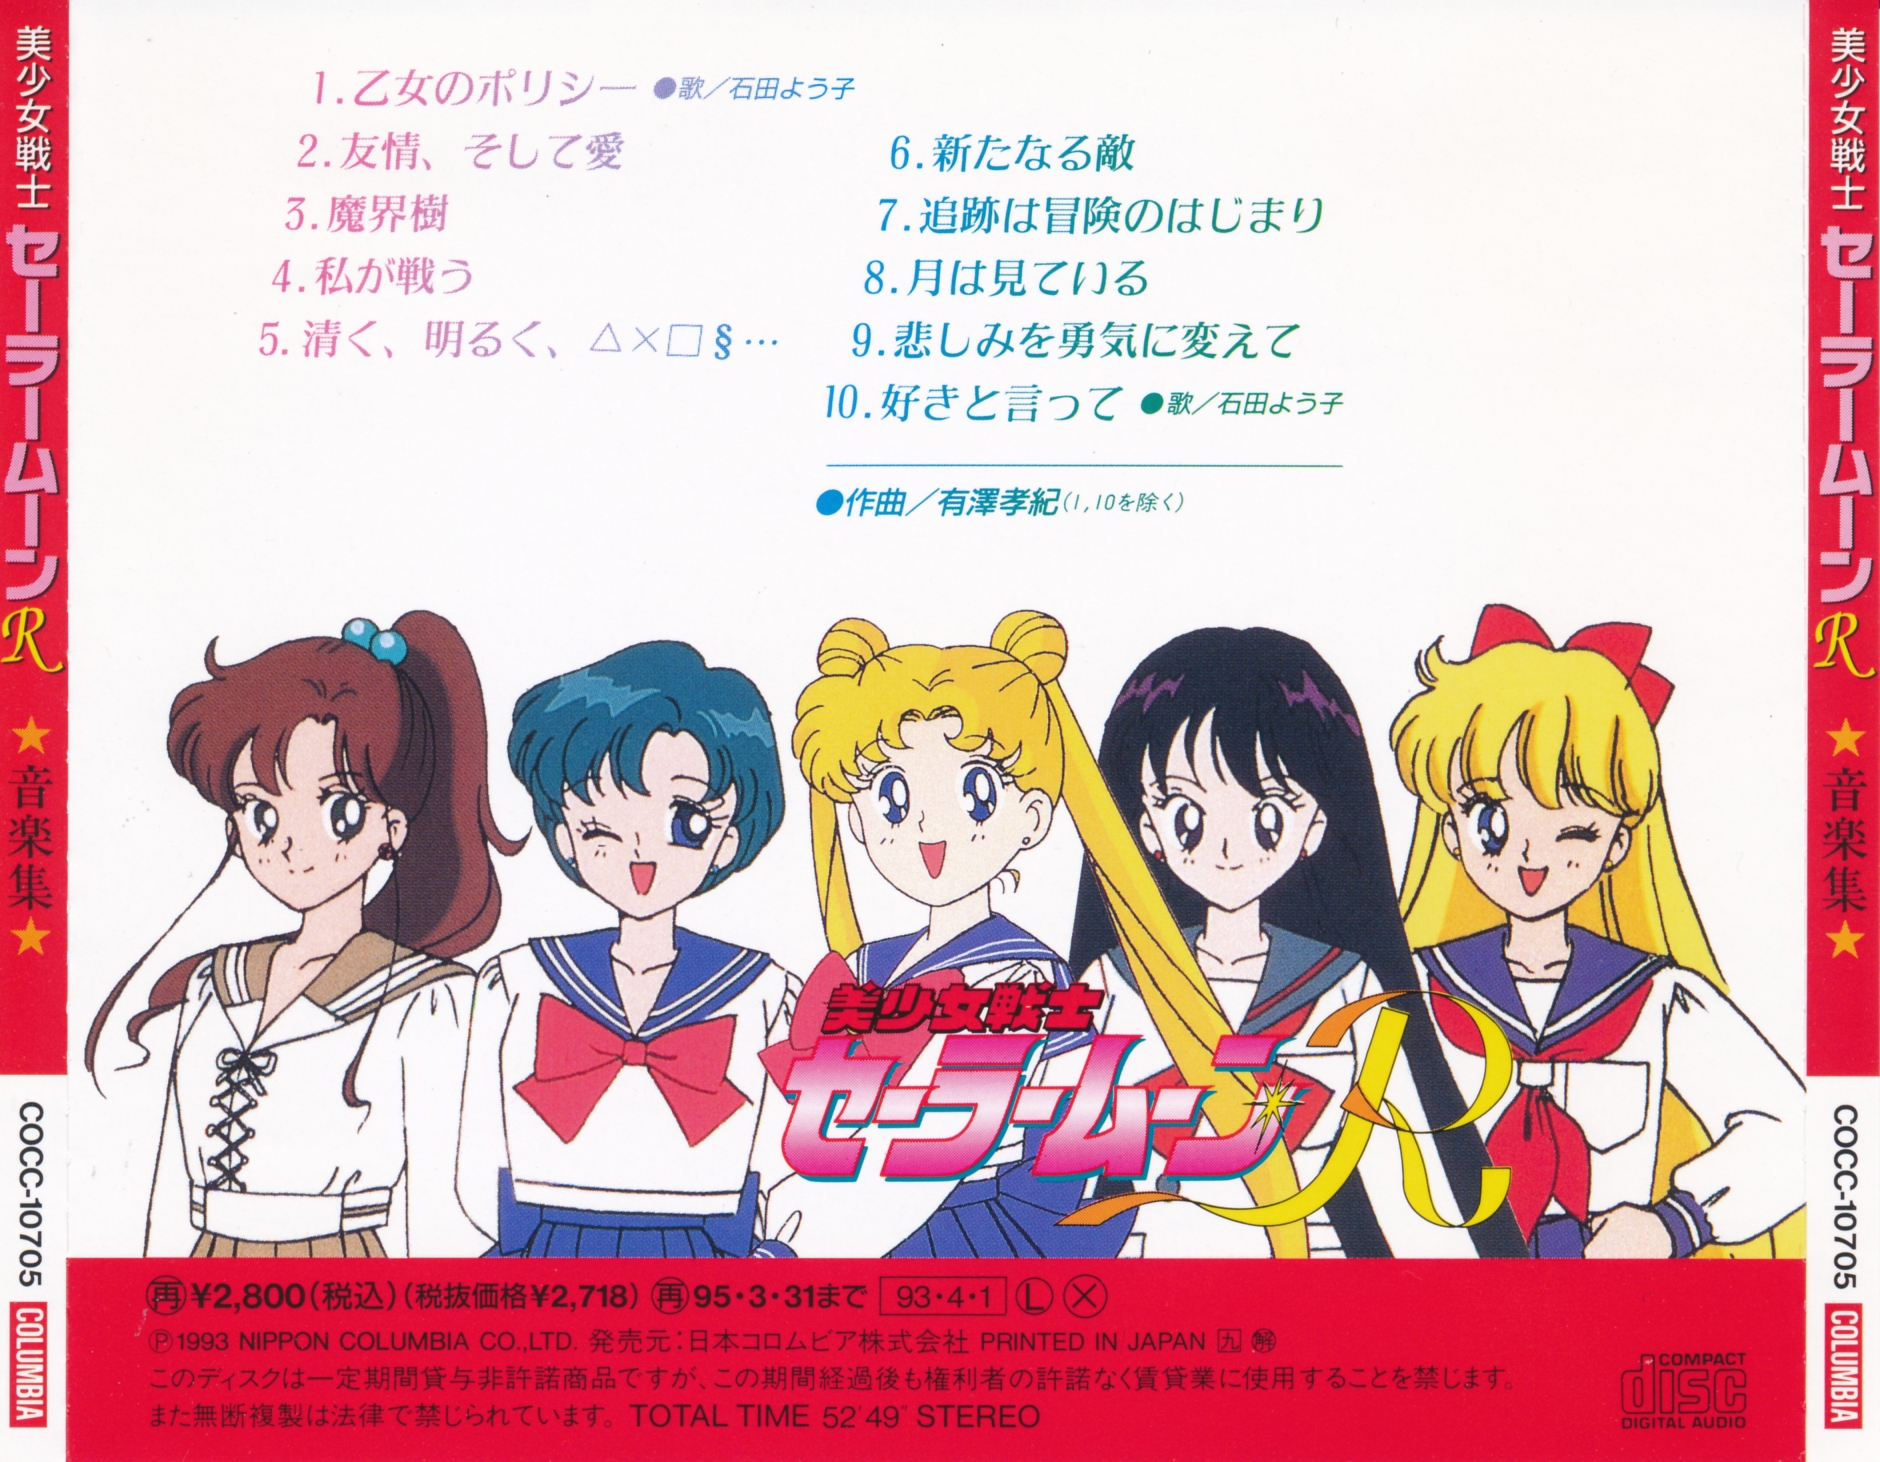 美少女戦士 セーラームーン R ★音楽集★ COCC-10705 COLUMBIA
1.乙女のポリシー ●歌／石田よう子
2.友情、そして愛
3.魔界樹
4.私が戦う
5.清く、明るく、△×□§…
6.新たなる敵
7.追跡は冒険のはじまり
8.月は見ている
9.悲しみを勇気に変えて
10.好きと言って ●歌／石田よう子
●作曲／有澤孝紀(1,10を除く)
美少女戦士
セーラームーン R
再¥2,800(税込)(税抜価格¥2,718) 再95・3・31まで 93・4・1 Ⓛ Ⓧ
Ⓟ1993 NIPPON COLUMBIA CO.,LTD. 発売元:日本コロムビア株式会社 PRINTED IN JAPAN 九 解
このディスクは一定期間貸与非許諾商品ですが、この期間経過後も権利者の許諾なく賃貸業に使用することを禁じます。
また無断複製は法律で禁じられています。 TOTAL TIME 52'49" STEREO
COMPACT
disc
DIGITAL AUDIO
美少女戦士 セーラームーン R ★音楽集★ COCC-10705 COLUMBIA